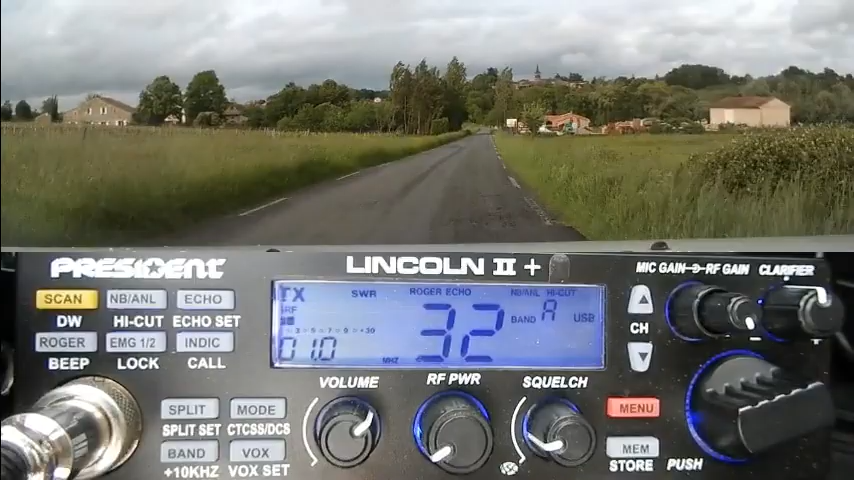 PRESIDENT
LINCOLN II +
MIC GAIN RF GAIN CLARIFIER
SCAN NB/ANL ECHO
DW HI-CUT ECHO SET
ROGER EMG 1/2 INDIC
BEEP LOCK CALL
TX SWR ROGER ECHO NB/ANL HI-CUT
RF
32 BAND A USB
010 MHZ
CH
VOLUME RF PWR SQUELCH
SPLIT MODE
SPLIT SET CTCSS/DCS
BAND VOX
+10KHZ VOX SET
MENU
MEM
STORE PUSH